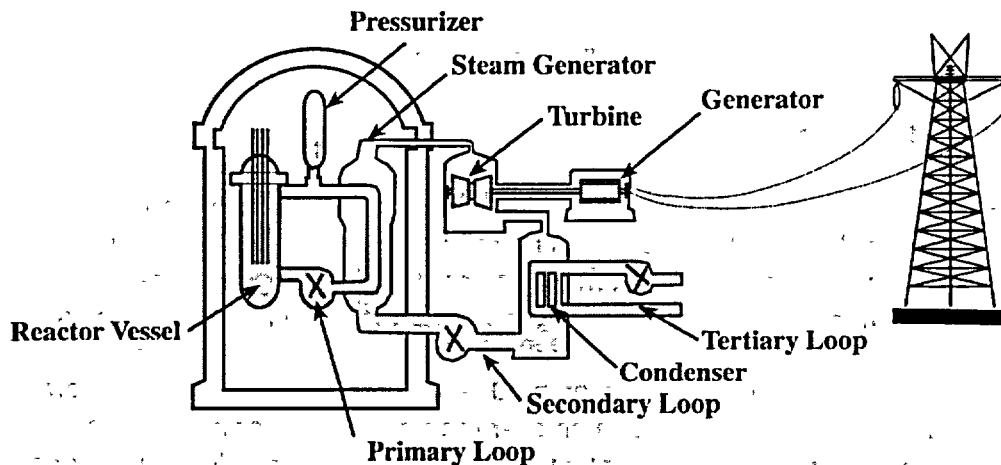 Pressurizer
Steam Generator
Turbine
Generator
Reactor Vessel
Tertiary Loop
Condenser
Secondary Loop
Primary Loop